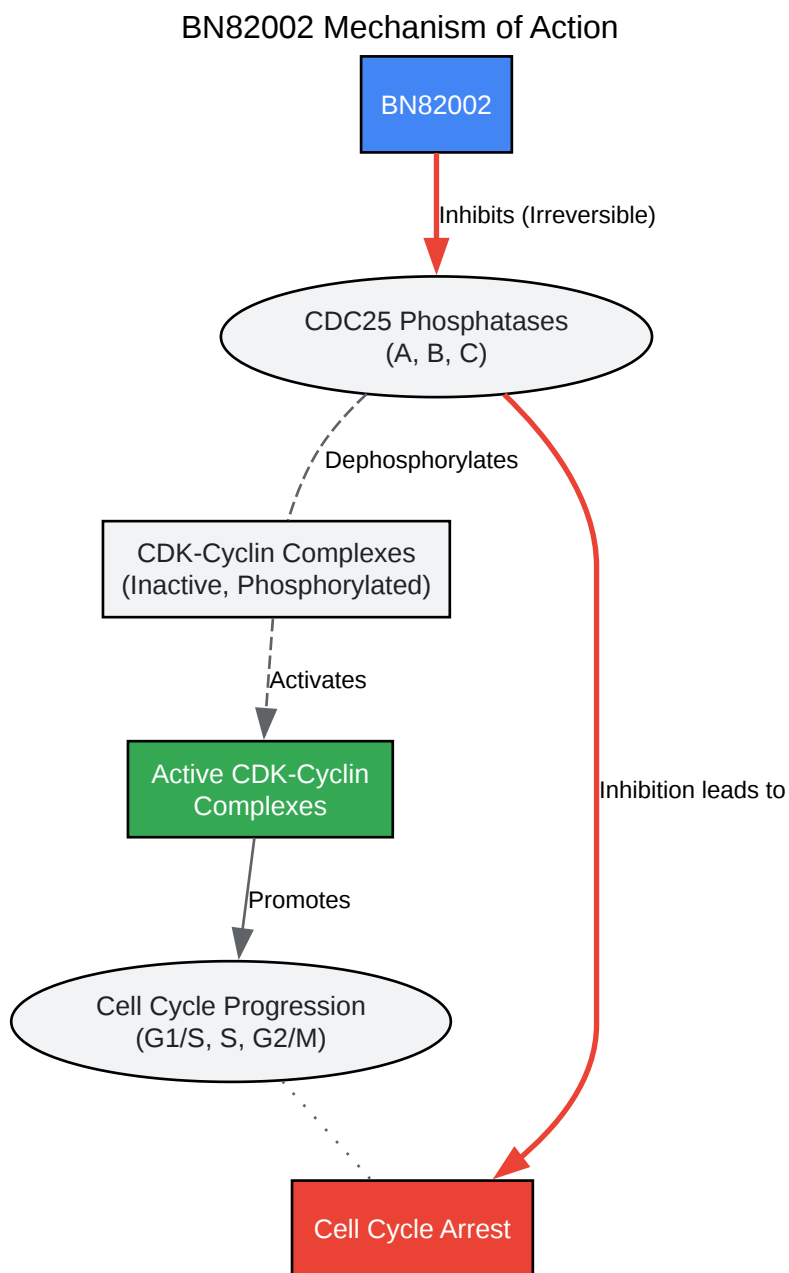 BN82002 Mechanism of Action
BN82002
Inhibits (Irreversible)
CDC25 Phosphatases
(A, B, C)
Dephosphorylates
CDK-Cyclin Complexes
(Inactive, Phosphorylated)
Activates
Active CDK-Cyclin
Complexes
Inhibition leads to
Promotes
Cell Cycle Progression
(G1/S, S, G2/M)
Cell Cycle Arrest